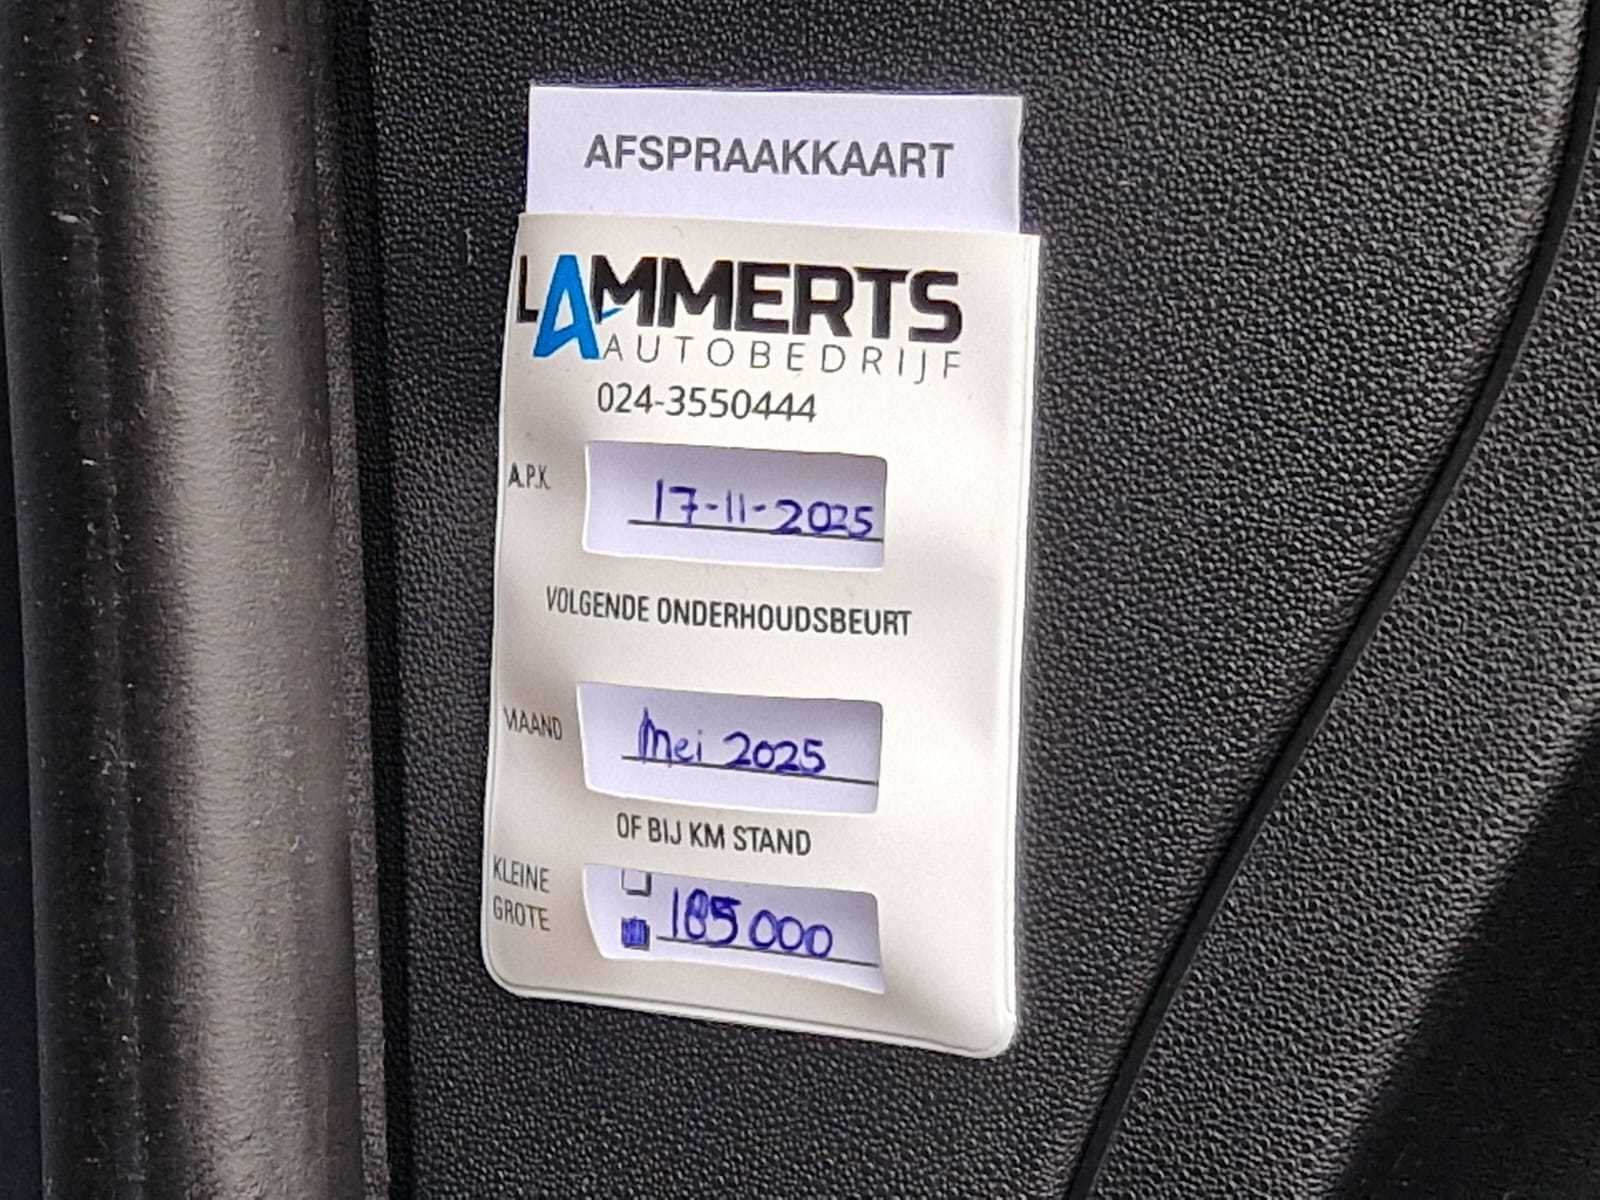 AFSPRAAKKAART
LAMMERTS
AUTOBEDRIJF
024-3550444
A.P.K. 17-11-2025
VOLGENDE ONDERHOUDSBEURT
MAAND Mei 2025
OF BIJ KM STAND
KLEINE
GROTE 185000